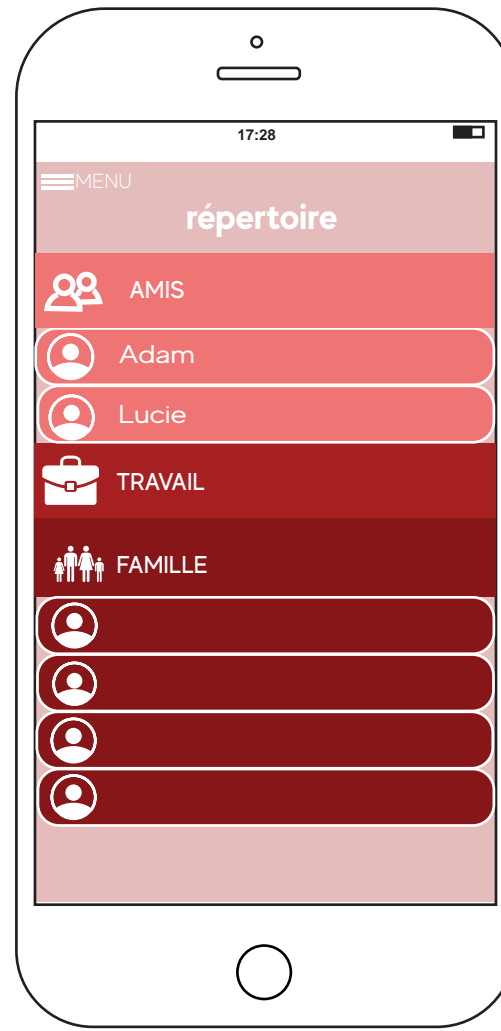 17:28
MENU
répertoire
AMIS
Adam
Lucie
TRAVAIL
FAMILLE